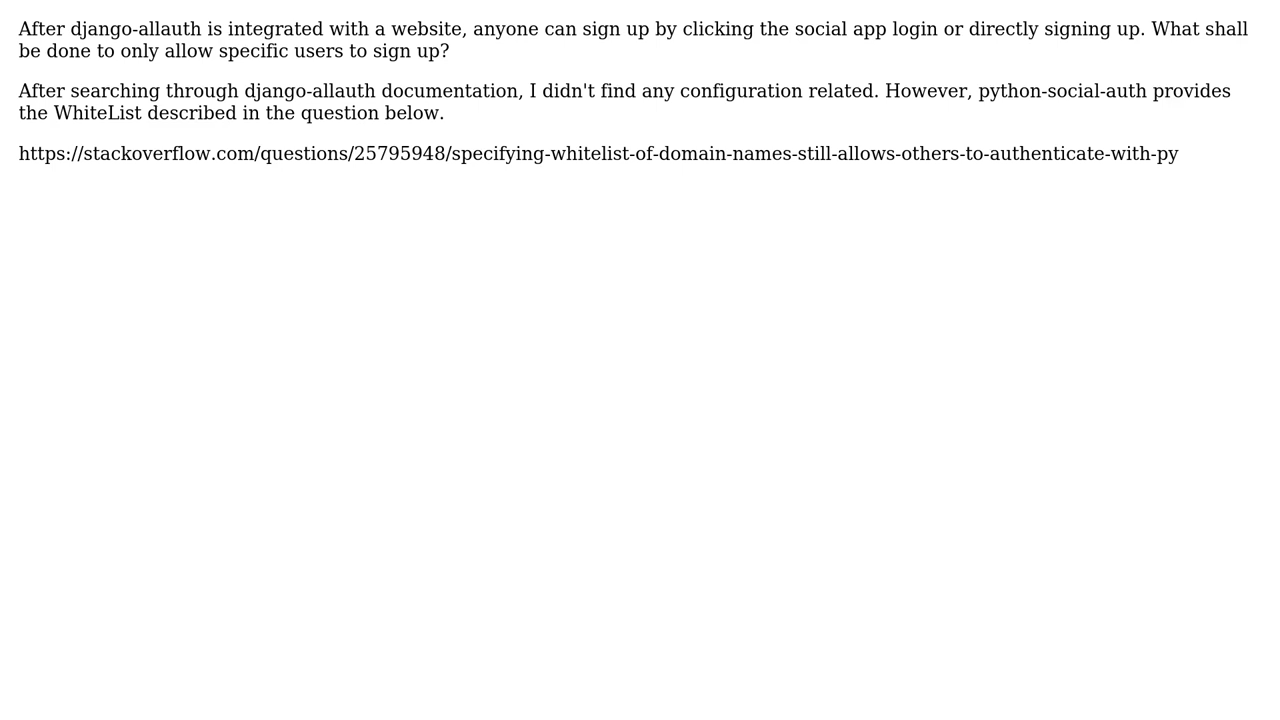 After django-allauth is integrated with a website, anyone can sign up by clicking the social app login or directly signing up. What shall
be done to only allow specific users to sign up?
After searching through django-allauth documentation, I didn't find any configuration related. However, python-social-auth provides
the WhiteList described in the question below.
https://stackoverflow.com/questions/25795948/specifying-whitelist-of-domain-names-still-allows-others-to-authenticate-with-py